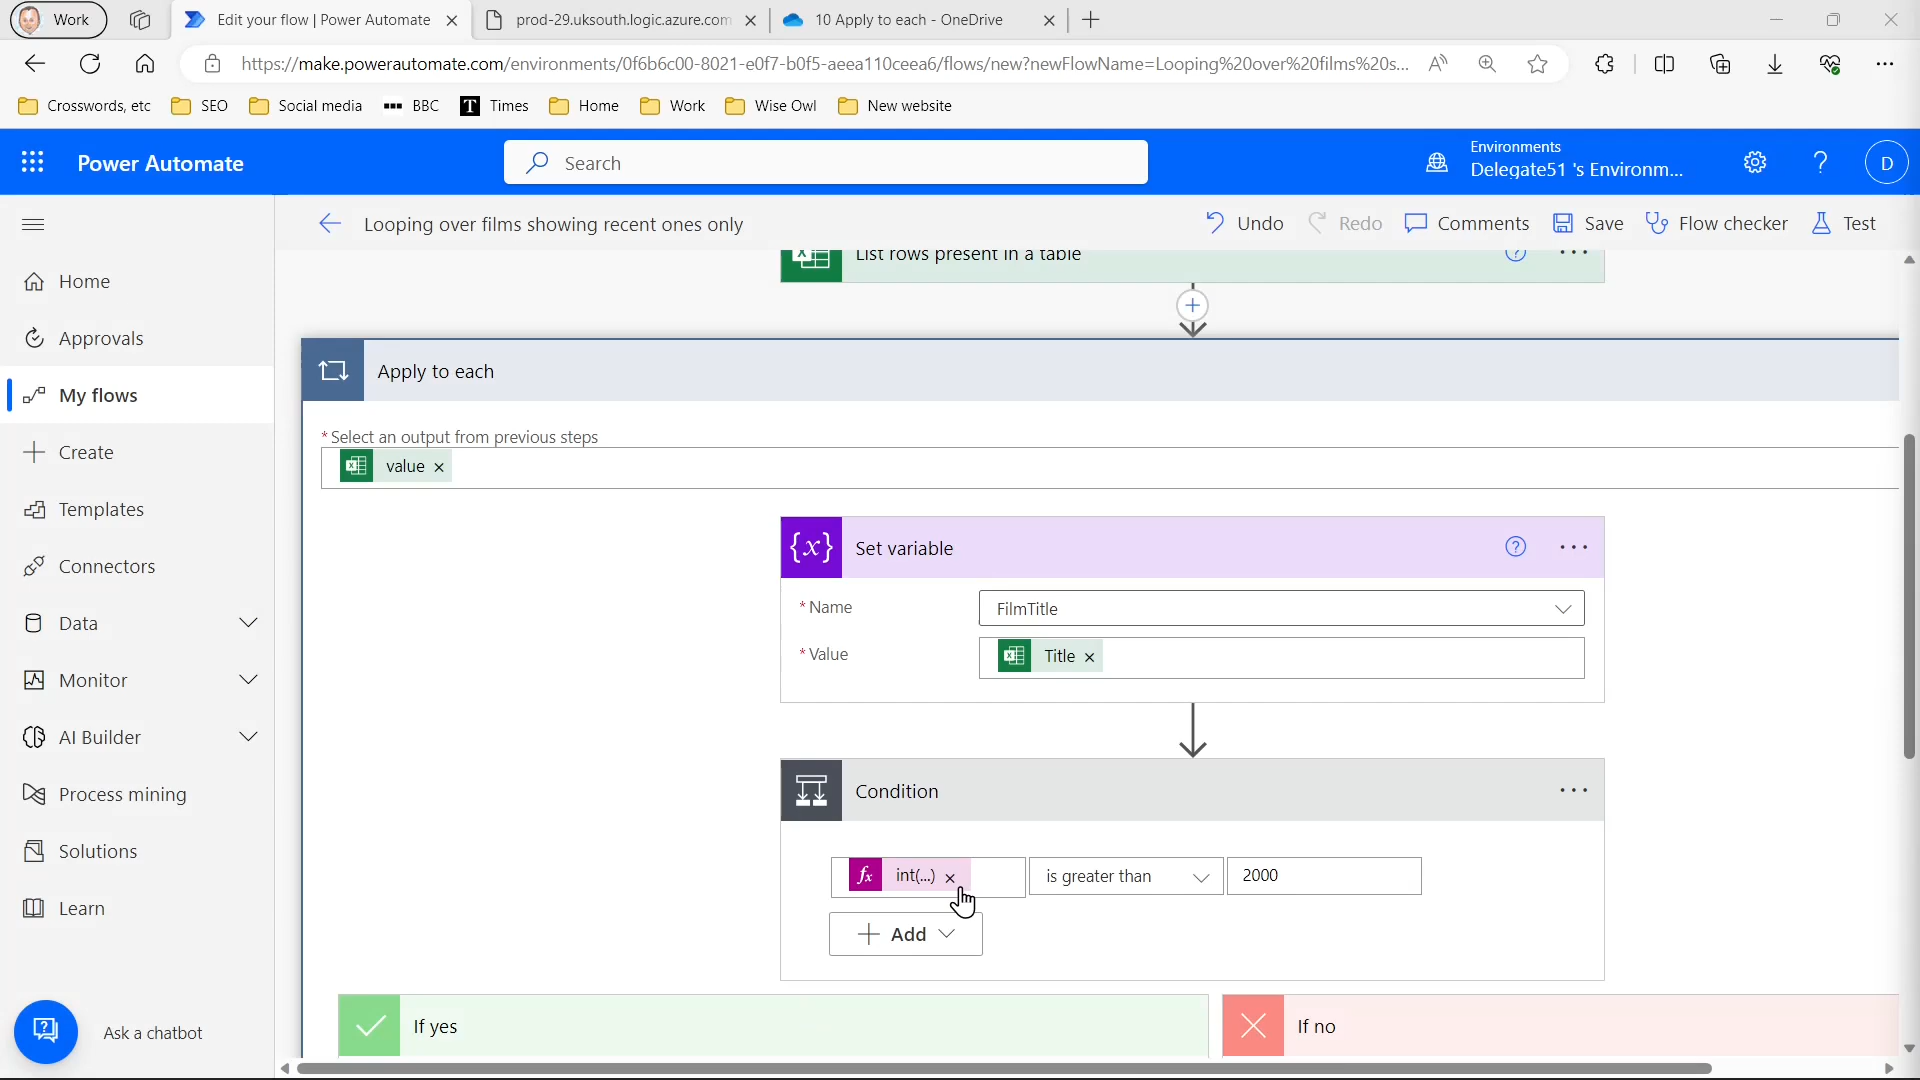 Work
Edit your flow | Power Automate
prod-29.uksouth.logic.azure.com
10 Apply to each - OneDrive
https://make.powerautomate.com/environments/0f6b6c00-8021-e0f7-b0f5-aeea110ceea6/flows/new?newFlowName=Looping%20over%20films%20s...
Crosswords, etc
SEO
Social media
BBC
T Times
Home
Work
Wise Owl
New website
Power Automate
Search
Environments
Delegate51 's Environm...
?
D
Looping over films showing recent ones only
Undo
Redo
Comments
Save
Flow checker
Test
Home
Approvals
My flows
Create
Templates
Connectors
Data
Monitor
AI Builder
Process mining
Solutions
Learn
Ask a chatbot
List rows present in a table
Apply to each
* Select an output from previous steps
value
{x} Set variable
* Name
FilmTitle
* Value
Title
Condition
fx int(...)
is greater than
2000
Add
If yes
If no